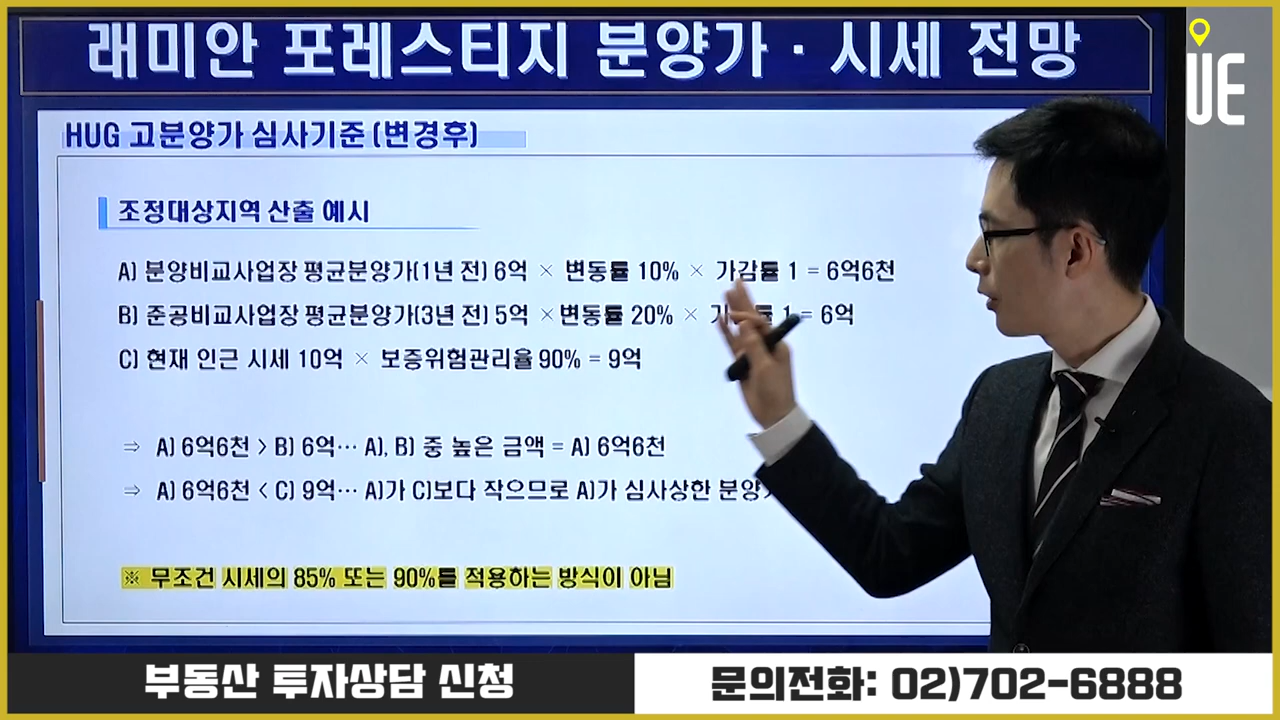 래미안 포레스티지 분양가 · 시세 전망
UE
HUG 고분양가 심사기준 (변경후)
조정대상지역 산출 예시
A) 분양비교사업장 평균분양가(1년 전) 6억 × 변동률 10% × 가감률 1 = 6억6천
B) 준공비교사업장 평균분양가(3년 전) 5억 × 변동률 20% × 1 = 6억
C) 현재 인근 시세 10억 × 보증위험관리율 90% = 9억
⇒ A) 6억6천 > B) 6억… A), B) 중 높은 금액 = A) 6억6천
⇒ A) 6억6천 < C) 9억… A)가 C)보다 작으므로 A)가 심사상한
※ 무조건 시세의 85% 또는 90%를 적용하는 방식이 아님
부동산 투자상담 신청
문의전화: 02)702-6888